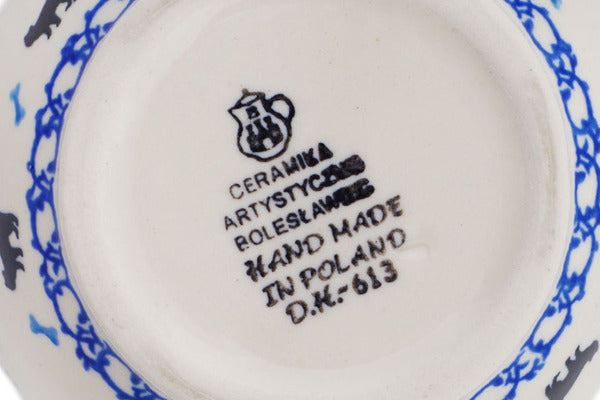 B
CERAMIKA
ARTYSTYCZNA
BOLESŁAWIEC
HAND MADE
IN POLAND
D.H.-613